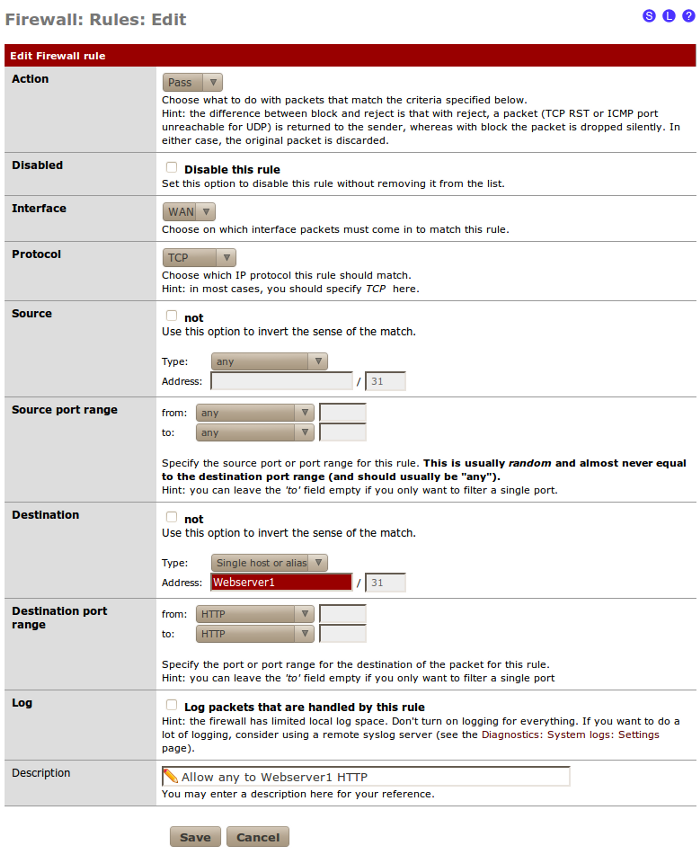 Firewall: Rules: Edit
S L ?
Edit Firewall rule
Action
Pass
Choose what to do with packets that match the criteria specified below.
Hint: the difference between block and reject is that with reject, a packet (TCP RST or ICMP port
unreachable for UDP) is returned to the sender, whereas with block the packet is dropped silently. In
either case, the original packet is discarded.
Disabled
Disable this rule
Set this option to disable this rule without removing it from the list.
Interface
WAN
Choose on which interface packets must come in to match this rule.
Protocol
TCP
Choose which IP protocol this rule should match.
Hint: in most cases, you should specify TCP here.
Source
not
Use this option to invert the sense of the match.
Type: any
Address: / 31
Source port range
from: any
to: any
Specify the source port or port range for this rule. This is usually random and almost never equal
to the destination port range (and should usually be "any").
Hint: you can leave the 'to' field empty if you only want to filter a single port.
Destination
not
Use this option to invert the sense of the match.
Type: Single host or alias
Address: Webserver1 / 31
Destination port
range
from: HTTP
to: HTTP
Specify the port or port range for the destination of the packet for this rule.
Hint: you can leave the 'to' field empty if you only want to filter a single port
Log
Log packets that are handled by this rule
Hint: the firewall has limited local log space. Don't turn on logging for everything. If you want to do a
lot of logging, consider using a remote syslog server (see the Diagnostics: System logs: Settings
page).
Description
Allow any to Webserver1 HTTP
You may enter a description here for your reference.
Save Cancel